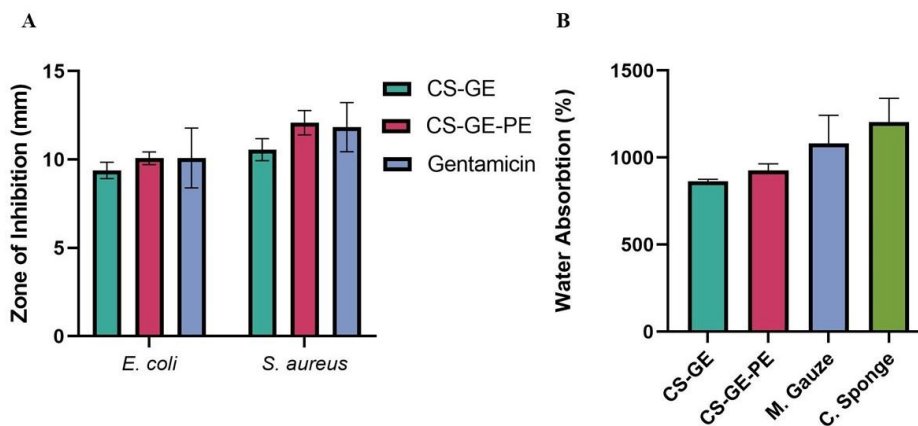 A
Zone of Inhibition (mm)
15
10
5
0
E. coli
S. aureus
CS-GE
CS-GE-PE
Gentamicin
B
Water Absorbtion (%)
1500
1000
500
0
CS-GE
CS-GE-PE
M. Gauze
C. Sponge